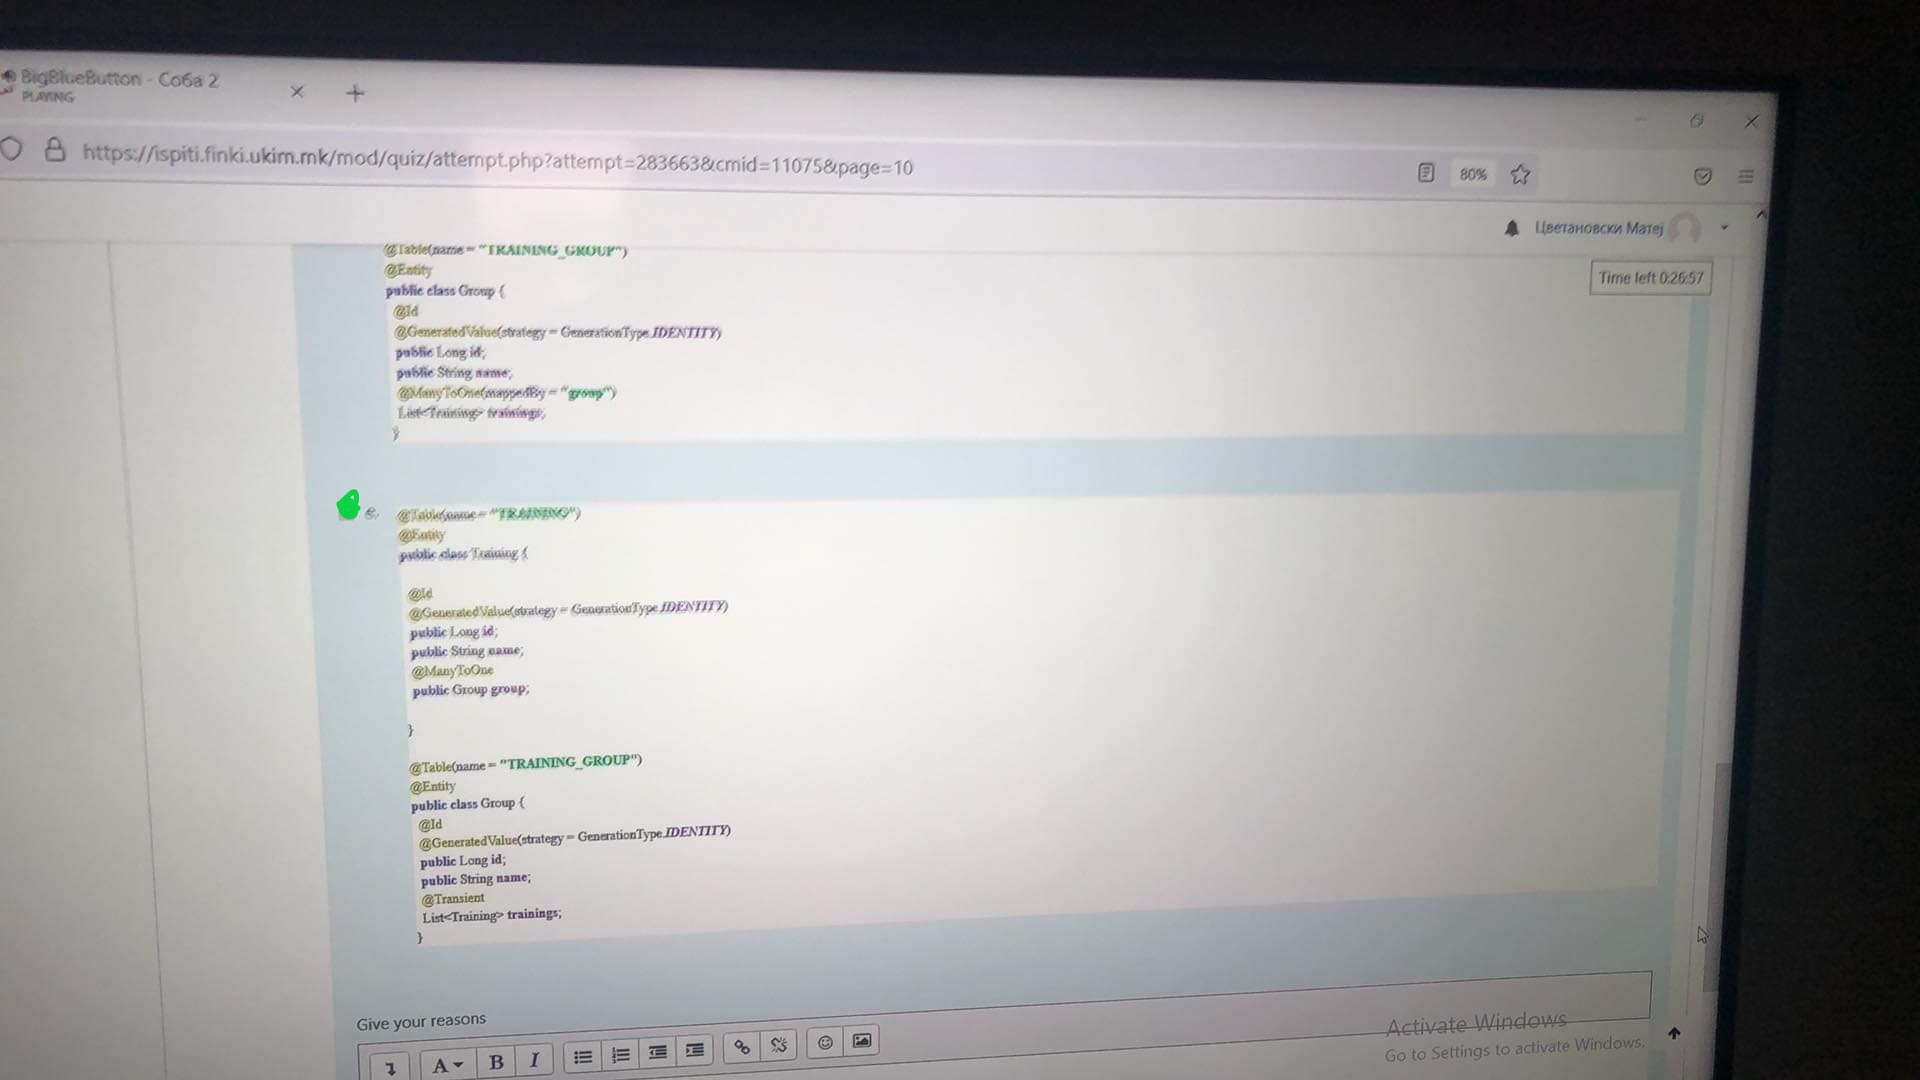 BigBlueButton - Соба 2
PLAYING
https://ispiti.finki.ukim.mk/mod/quiz/attempt.php?attempt=283663&cmid=11075&page=10
80%
Цветановски Матеј
Time left 0:26:57
@Table(name = "TRAINING_GROUP")
@Entity
public class Group {
@Id
@GeneratedValue(strategy = GenerationType.IDENTITY)
public Long id;
public String name;
@ManyToOne(mappedBy = "group")
List<Training> trainings;
}
e.
@Table(name = "TRAINING")
@Entity
public class Training {
@Id
@GeneratedValue(strategy = GenerationType.IDENTITY)
public Long id;
public String name;
@ManyToOne
public Group group;
}
@Table(name = "TRAINING_GROUP")
@Entity
public class Group {
@Id
@GeneratedValue(strategy = GenerationType.IDENTITY)
public Long id;
public String name;
@Transient
List<Training> trainings;
}
Give your reasons
A B I
Activate Windows
Go to Settings to activate Windows.